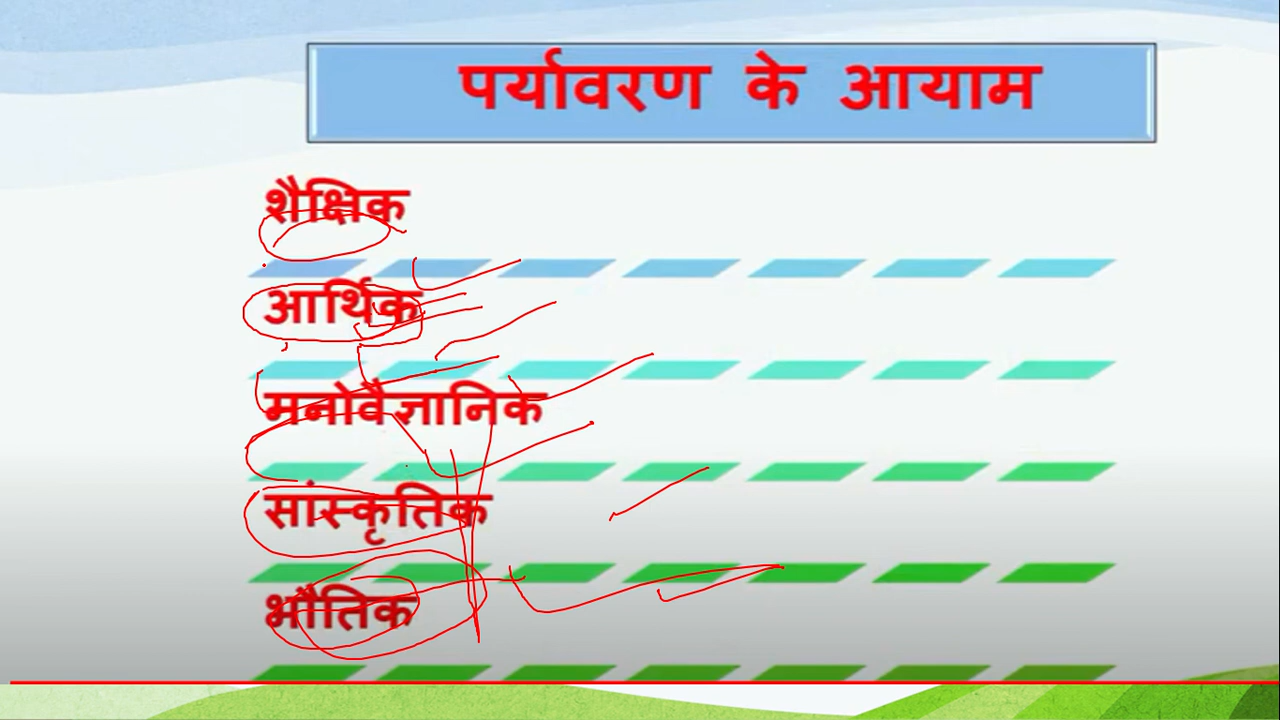 पर्यावरण के आयाम
शैक्षिक
आर्थिक
मनोवैज्ञानिक
सांस्कृतिक
भौतिक